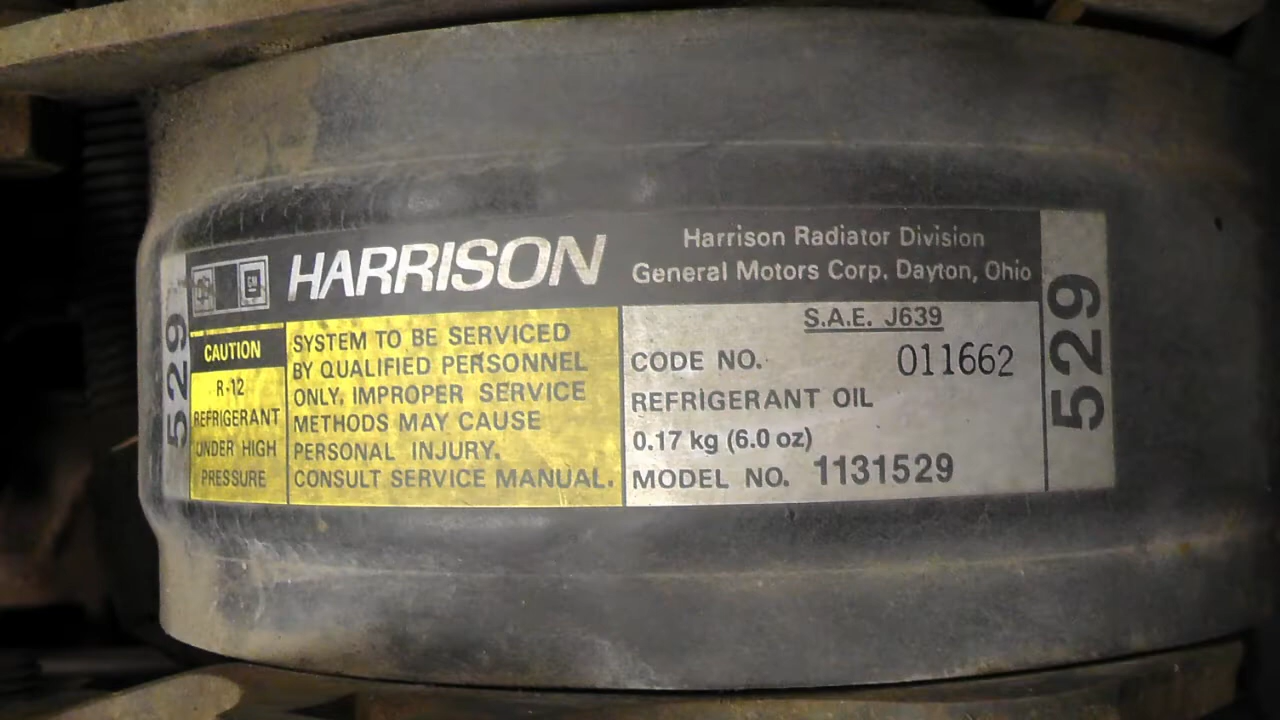 529
GM
HARRISON
Harrison Radiator Division
General Motors Corp. Dayton, Ohio
CAUTION
R-12
REFRIGERANT
UNDER HIGH
PRESSURE
SYSTEM TO BE SERVICED
BY QUALIFIED PERSONNEL
ONLY. IMPROPER SERVICE
METHODS MAY CAUSE
PERSONAL INJURY.
CONSULT SERVICE MANUAL.
S.A.E. J639
CODE NO. 011662
REFRIGERANT OIL
0.17 kg (6.0 oz)
MODEL NO. 1131529
529